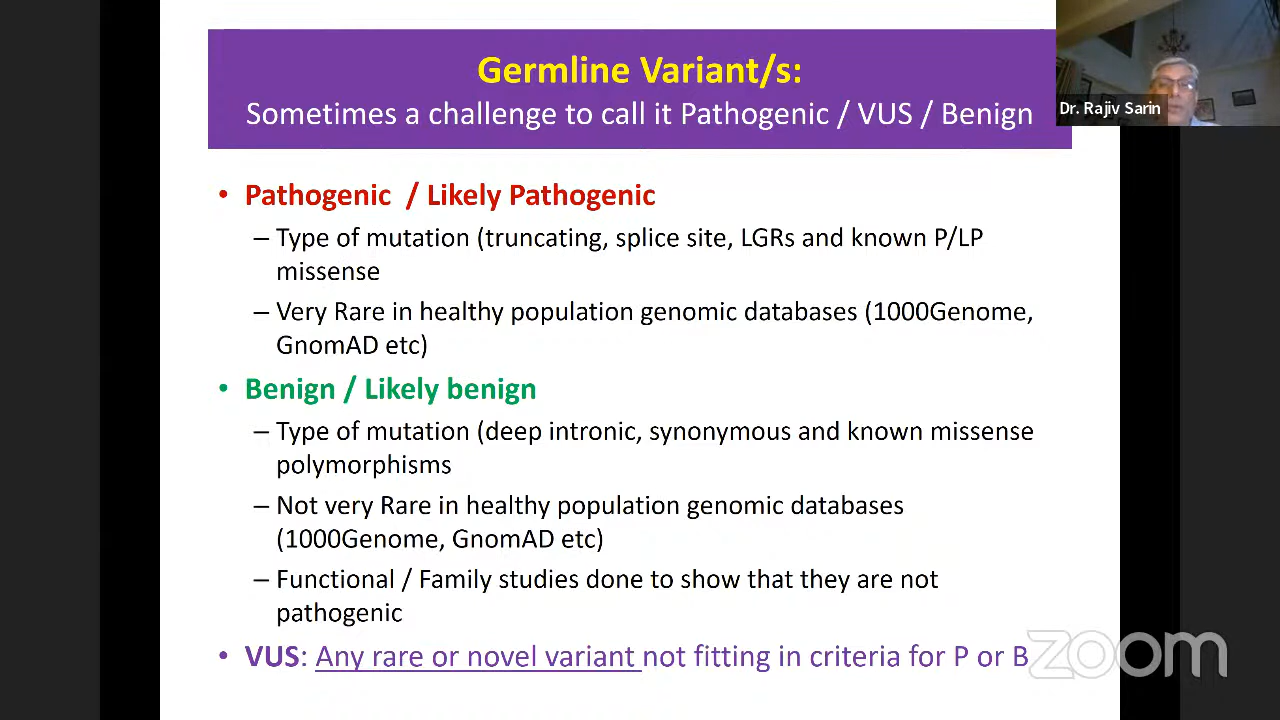 Germline Variant/s:
Sometimes a challenge to call it Pathogenic / VUS / Benign
Dr. Rajiv Sarin
• Pathogenic / Likely Pathogenic
– Type of mutation (truncating, splice site, LGRs and known P/LP
missense
– Very Rare in healthy population genomic databases (1000Genome,
GnomAD etc)
• Benign / Likely benign
– Type of mutation (deep intronic, synonymous and known missense
polymorphisms
– Not very Rare in healthy population genomic databases
(1000Genome, GnomAD etc)
– Functional / Family studies done to show that they are not
pathogenic
• VUS: Any rare or novel variant not fitting in criteria for P or B
zoom